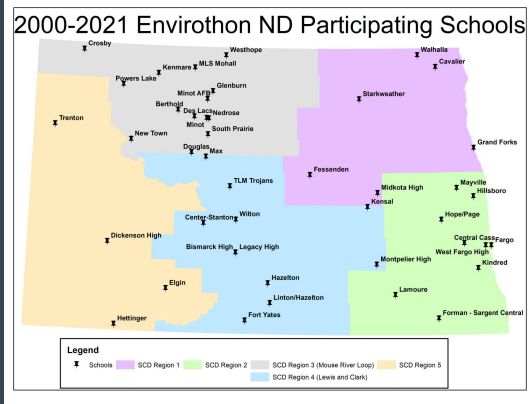 2000-2021 Envirothon ND Participating Schools
Crosby
Westhope
Walhalla
Kenmare
MLS Mohall
Cavalier
Powers Lake
Glenburn
Minot AFB
Starkweather
Berthold
Des Lacs
Nedrose
Trenton
Minot
South Prairie
New Town
Grand Forks
Douglas
Max
Fessenden
TLM Trojans
Midkota High
Mayville
Hillsboro
Kensal
Center-Stanton
Wilton
Hope/Page
Dickenson High
Central Cass
Fargo
Bismarck High
Legacy High
West Fargo High
Montpelier High
Kindred
Elgin
Hazelton
Lamoure
Linton/Hazelton
Hettinger
Fort Yates
Forman - Sargent Central
Legend
Schools
SCD Region 1
SCD Region 2
SCD Region 3 (Mouse River Loop)
SCD Region 5
SCD Region 4 (Lewis and Clark)